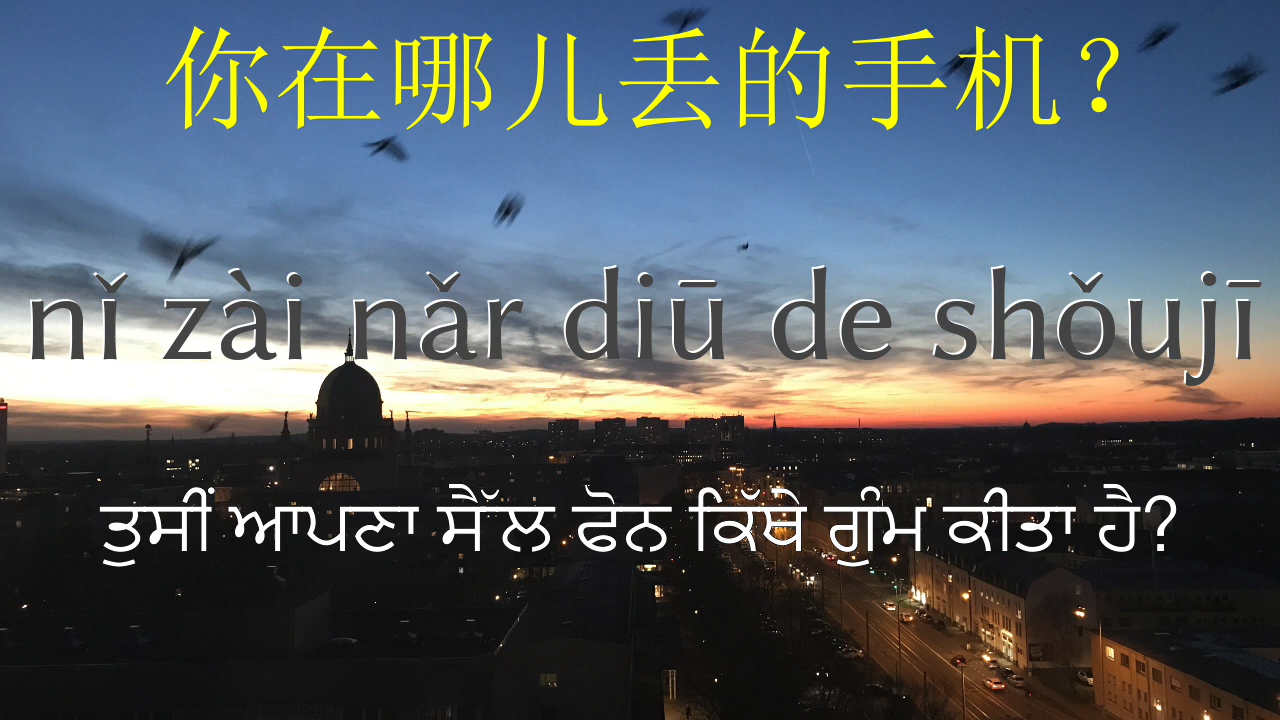 你在哪儿丢的手机？
nǐ zài nǎr diū de shǒujī
ਤੁਸੀਂ ਆਪਣਾ ਸੈੱਲ ਫੋਨ ਕਿੱਥੇ ਗੁੰਮ ਕੀਤਾ ਹੈ?